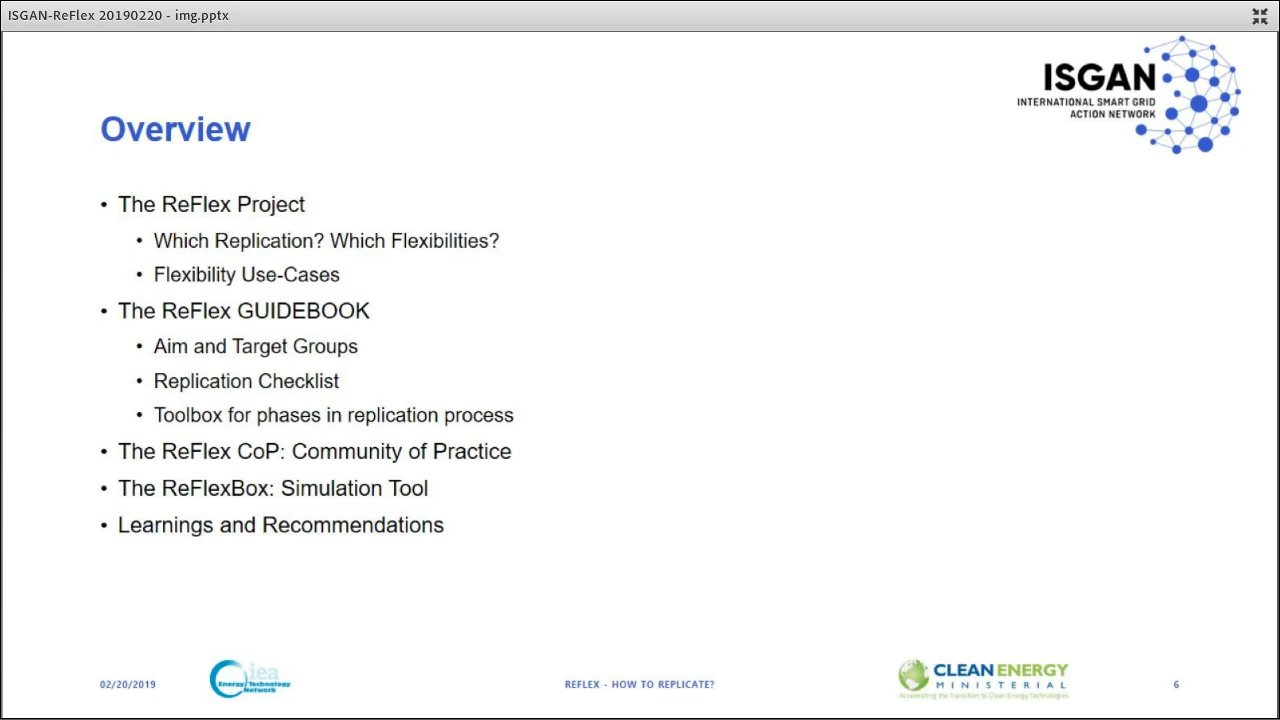 ISGAN-ReFlex 20190220 - img.pptx
ISGAN
INTERNATIONAL SMART GRID
ACTION NETWORK
Overview
• The ReFlex Project
• Which Replication? Which Flexibilities?
• Flexibility Use-Cases
• The ReFlex GUIDEBOOK
• Aim and Target Groups
• Replication Checklist
• Toolbox for phases in replication process
• The ReFlex CoP: Community of Practice
• The ReFlexBox: Simulation Tool
• Learnings and Recommendations
02/20/2019
iea
Energy Technology
Network
REFLEX - HOW TO REPLICATE?
CLEAN ENERGY
MINISTERIAL
Accelerating the Transition to Clean Energy Technologies
6